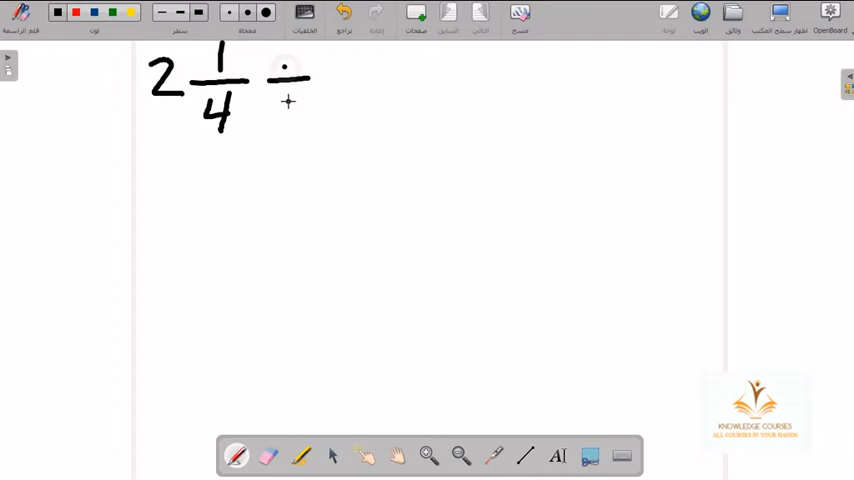 قلم الراسمة
لون
سطر
ممحاة
الخلفيات
تراجع
إعادة
صفحات
السابق
التالي
مسح
لوحة
الويب
وثائق
اظهار سطح المكتب
OpenBoard
2 1/4 ÷
KNOWLEDGE COURSES
ALL COURSES IN YOUR HANDS
A